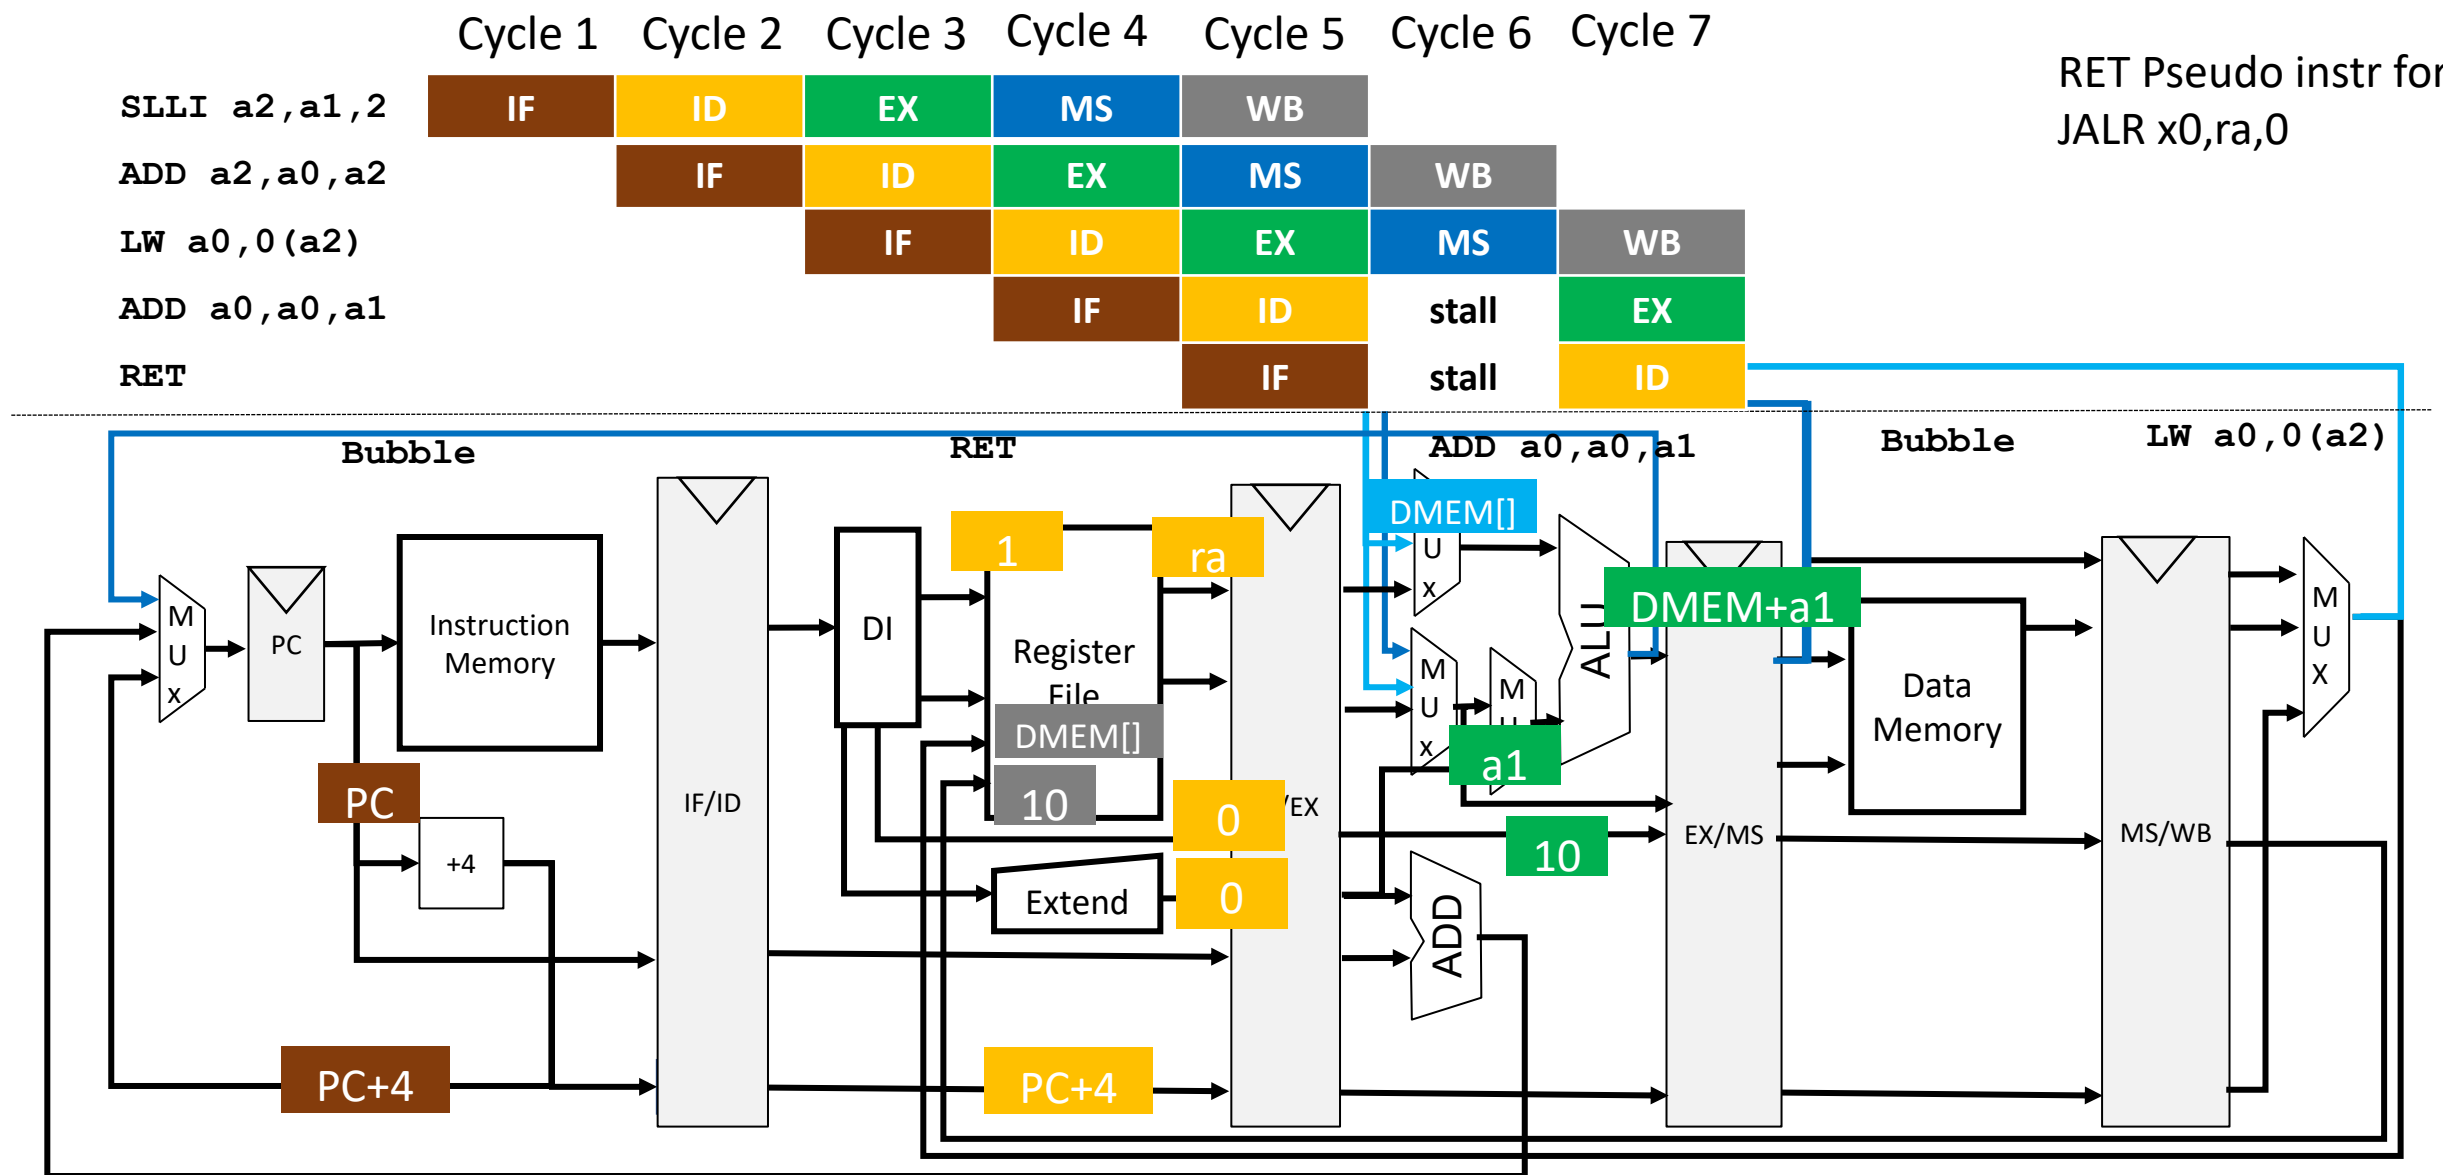 Cycle 1 Cycle 2 Cycle 3 Cycle 4 Cycle 5 Cycle 6 Cycle 7
RET Pseudo instr for
JALR x0,ra,0
SLLI a2,a1,2 IF ID EX MS WB
ADD a2,a0,a2 IF ID EX MS WB
LW a0,0(a2) IF ID EX MS WB
ADD a0,a0,a1 IF ID stall EX
RET IF stall ID
Bubble RET ADD a0,a0,a1 Bubble LW a0,0(a2)
M
U
x
PC
Instruction
Memory
PC
+4
PC+4
IF/ID
DI
1
ra
Register
File
DMEM[]
10
0
Extend
0
PC+4
/EX
DMEM[]
U
x
M
U
x
M
U
a1
ALU
10
ADD
DMEM+a1
EX/MS
Data
Memory
MS/WB
M
U
X